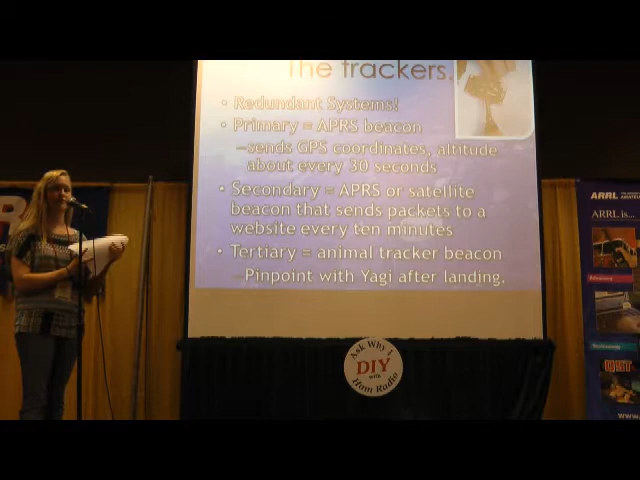 The trackers.
• Redundant Systems!
• Primary = APRS beacon
—sends GPS coordinates, altitude
about every 30 seconds
• Secondary = APRS or satellite
beacon that sends packets to a
website every ten minutes
• Tertiary = animal tracker beacon
Pinpoint with Yagi after landing.
Ask Why I
DIY
with
Ham Radio
ARRL
ARRL is...